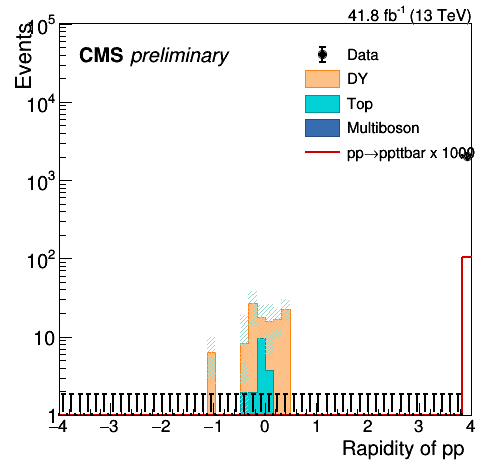 41.8 fb⁻¹ (13 TeV)
Events
CMS preliminary
Data
DY
Top
Multiboson
pp→ppttbar x 1000
10⁵
10⁴
10³
10²
10
1
−4 −3 −2 −1 0 1 2 3 4
Rapidity of pp